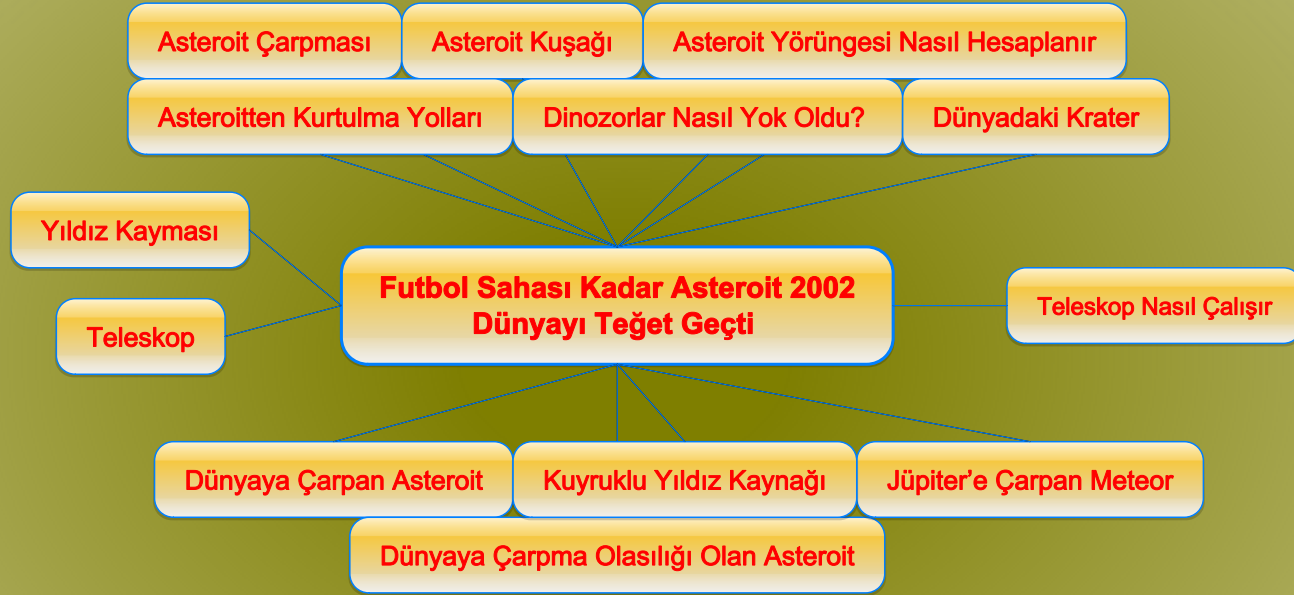 Asteroit Çarpması
Asteroit Kuşağı
Asteroit Yörüngesi Nasıl Hesaplanır
Asteroitten Kurtulma Yolları
Dinozorlar Nasıl Yok Oldu?
Dünyadaki Krater
Yıldız Kayması
Teleskop
Futbol Sahası Kadar Asteroit 2002
Dünyayı Teğet Geçti
Teleskop Nasıl Çalışır
Dünyaya Çarpan Asteroit
Kuyruklu Yıldız Kaynağı
Jüpiter’e Çarpan Meteor
Dünyaya Çarpma Olasılığı Olan Asteroit